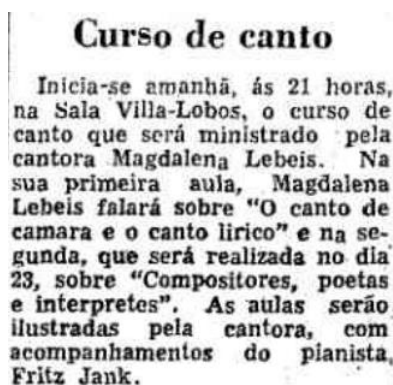 Curso de canto
Inicia-se amanhã, ás 21 horas,
na Sala Villa-Lobos, o curso de
canto que será ministrado pela
cantora Magdalena Lebeis. Na
sua primeira aula, Magdalena
Lebeis falará sobre "O canto de
camara e o canto lirico" e na se-
gunda, que será realizada no dia
23, sobre "Compositores, poetas
e interpretes". As aulas serão
ilustradas pela cantora, com
acompanhamentos do pianista,
Fritz Jank.